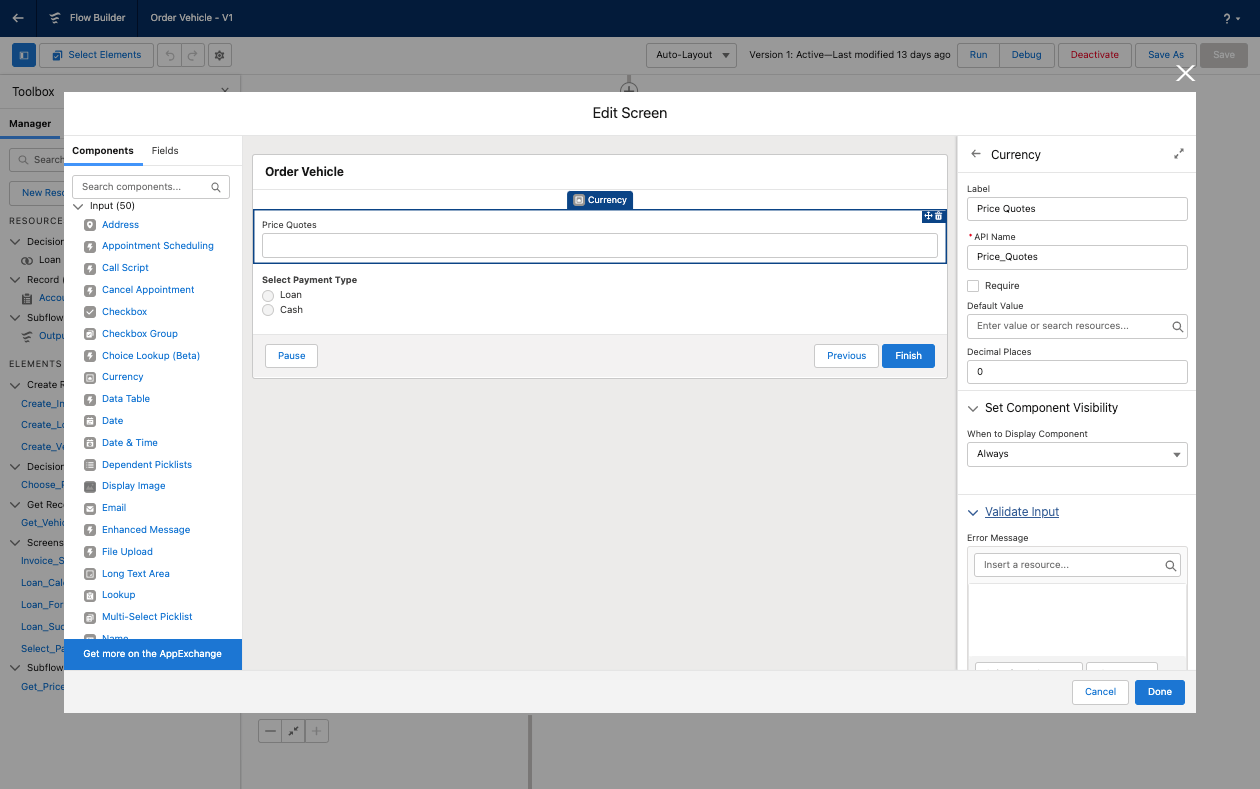 Flow Builder
Order Vehicle - V1
?
Select Elements
Auto-Layout
Version 1: Active—Last modified 13 days ago
Run
Debug
Deactivate
Save As
Save
Toolbox
Manager
Search
New Reso
RESOURCE
Decision
Loan
Record
Accou
Subflow
Outpu
ELEMENTS
Create R
Create_In
Create_Lo
Create_Ve
Decision
Choose_P
Get Rec
Get_Vehic
Screens
Invoice_S
Loan_Cal
Loan_For
Loan_Suc
Select_Pa
Subflow
Get_Price
Edit Screen
Components
Fields
Search components...
Input (50)
Address
Appointment Scheduling
Call Script
Cancel Appointment
Checkbox
Checkbox Group
Choice Lookup (Beta)
Currency
Data Table
Date
Date & Time
Dependent Picklists
Display Image
Email
Enhanced Message
File Upload
Long Text Area
Lookup
Multi-Select Picklist
Name
Get more on the AppExchange
Order Vehicle
Currency
Price Quotes
Select Payment Type
Loan
Cash
Pause
Previous
Finish
Currency
Label
Price Quotes
* API Name
Price_Quotes
Require
Default Value
Enter value or search resources...
Decimal Places
0
Set Component Visibility
When to Display Component
Always
Validate Input
Error Message
Insert a resource...
Cancel
Done